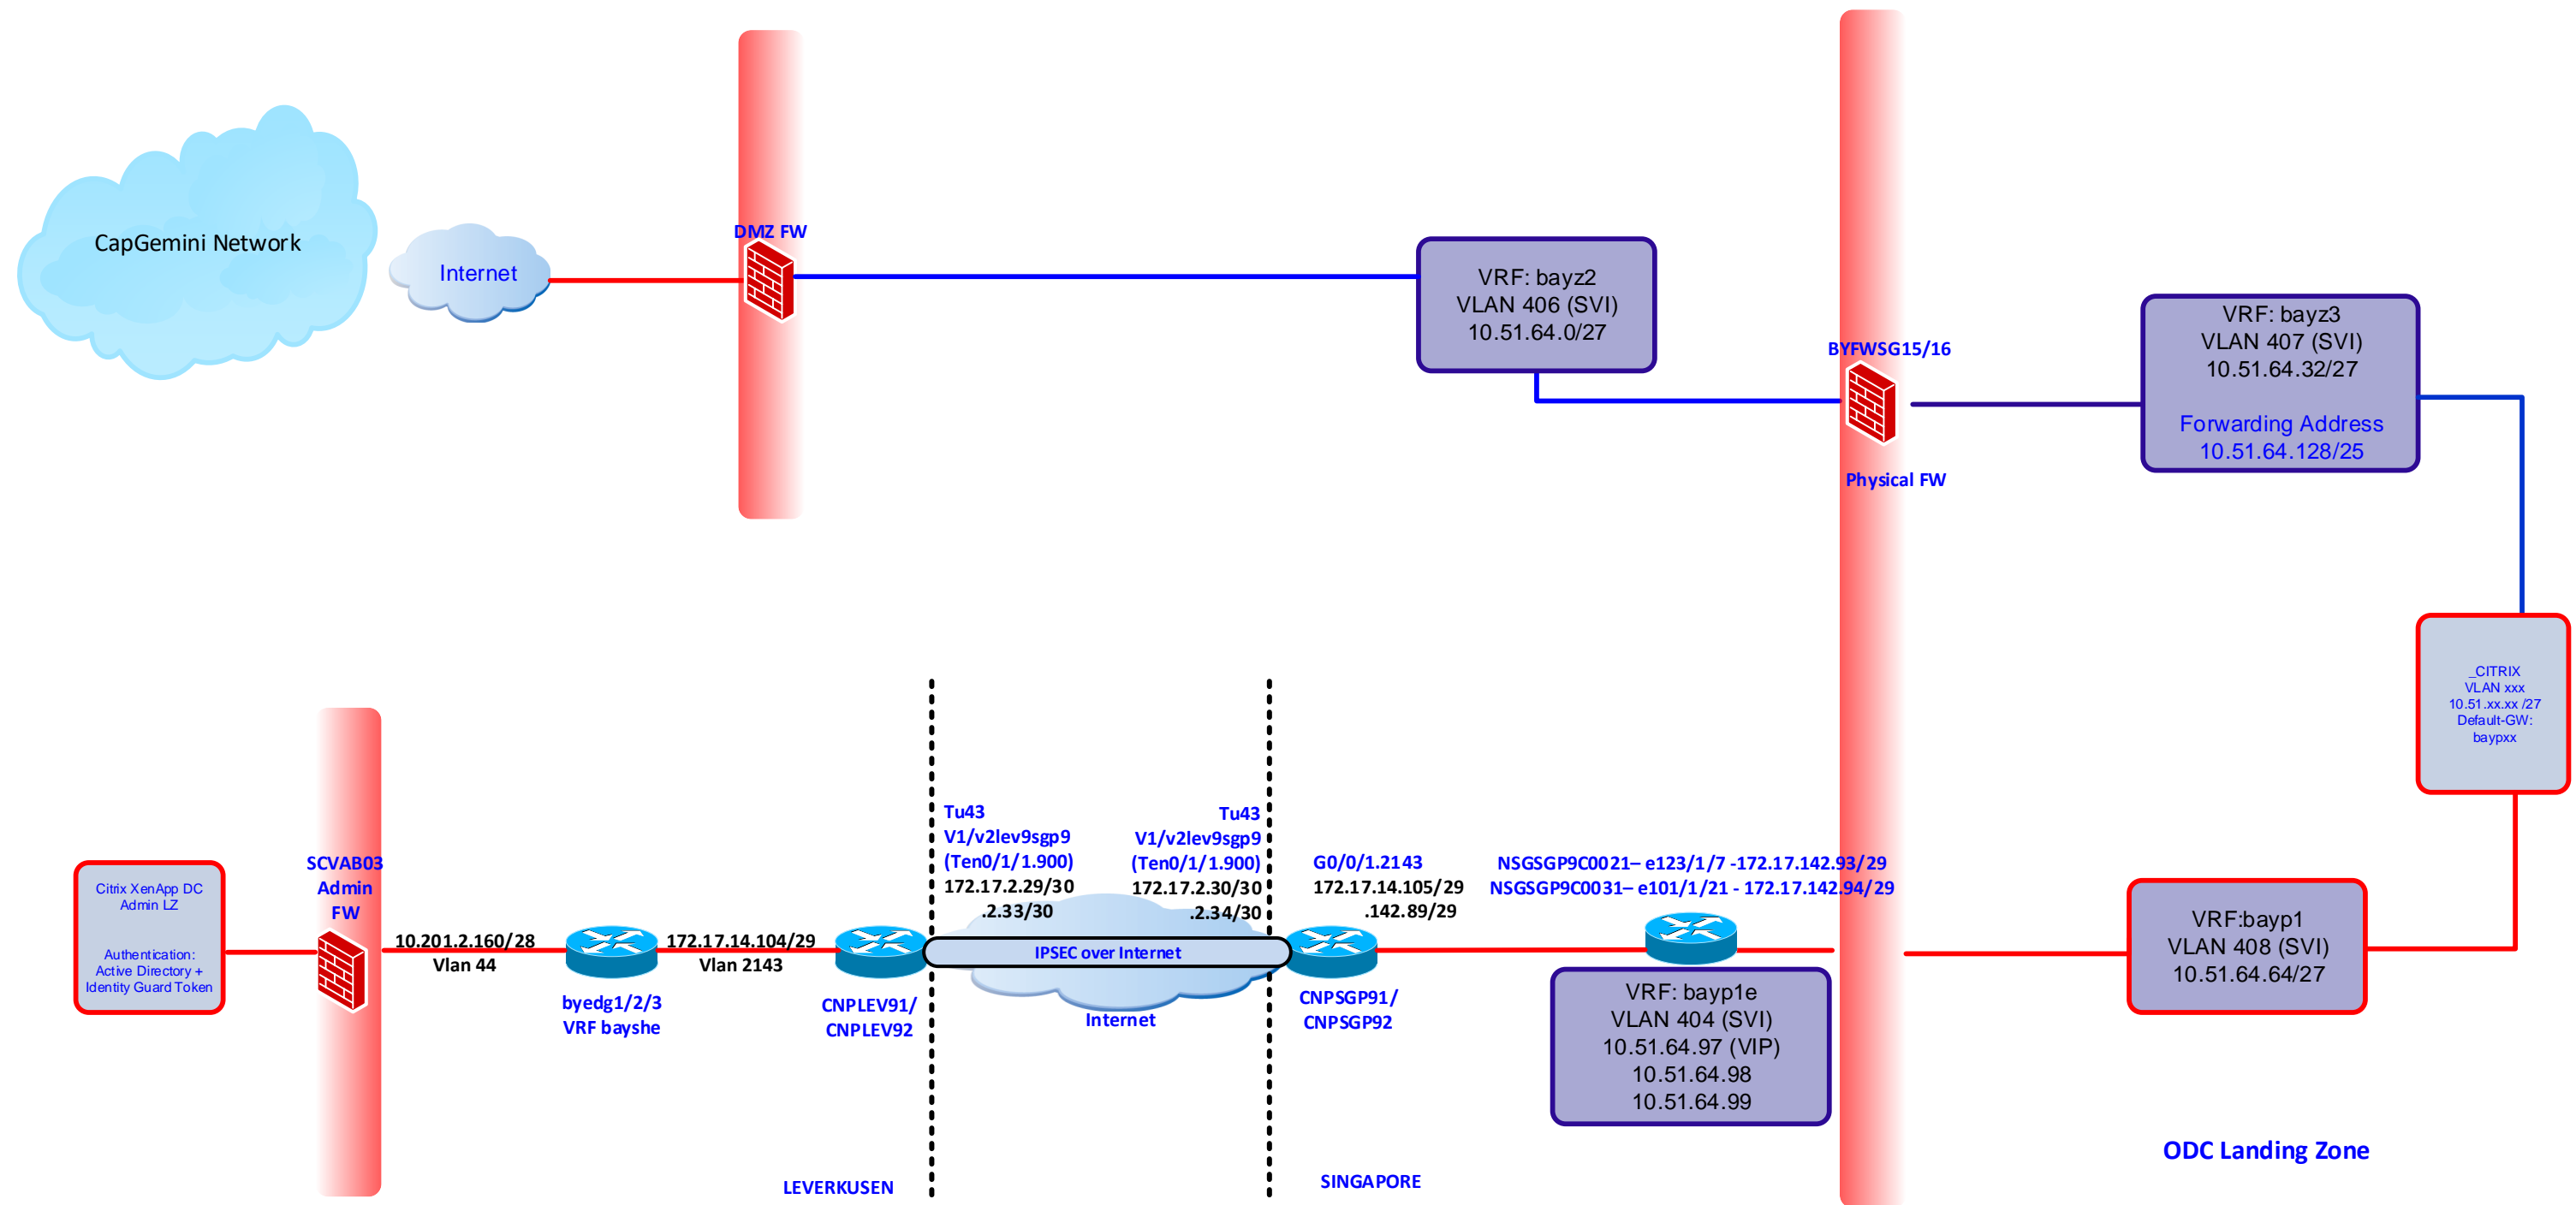 CapGemini Network
Internet
DMZ FW
VRF: bayz2
VLAN 406 (SVI)
10.51.64.0/27
BYFWSG15/16
Physical FW
VRF: bayz3
VLAN 407 (SVI)
10.51.64.32/27
Forwarding Address
10.51.64.128/25
_CITRIX
VLAN xxx
10.51.xx.xx /27
Default-GW:
baypxx
Citrix XenApp DC
Admin LZ
Authentication:
Active Directory +
Identity Guard Token
SCVAB03
Admin
FW
10.201.2.160/28
Vlan 44
byedg1/2/3
VRF bayshe
172.17.14.104/29
Vlan 2143
CNPLEV91/
CNPLEV92
Tu43
V1/v2lev9sgp9
(Ten0/1/1.900)
172.17.2.29/30
.2.33/30
Tu43
V1/v2lev9sgp9
(Ten0/1/1.900)
172.17.2.30/30
.2.34/30
IPSEC over Internet
Internet
G0/0/1.2143
172.17.14.105/29
.142.89/29
CNPSGP91/
CNPSGP92
NSGSGP9C0021– e123/1/7 -172.17.142.93/29
NSGSGP9C0031– e101/1/21 - 172.17.142.94/29
VRF: bayp1e
VLAN 404 (SVI)
10.51.64.97 (VIP)
10.51.64.98
10.51.64.99
VRF:bayp1
VLAN 408 (SVI)
10.51.64.64/27
LEVERKUSEN
SINGAPORE
ODC Landing Zone